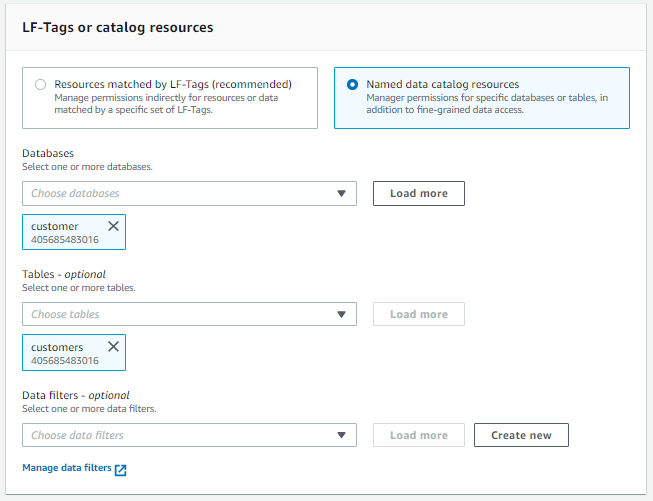 LF-Tags or catalog resources
Resources matched by LF-Tags (recommended)
Manage permissions indirectly for resources or data
matched by a specific set of LF-Tags.
Named data catalog resources
Manager permissions for specific databases or tables, in
addition to fine-grained data access.
Databases
Select one or more databases.
Choose databases
Load more
customer
405685483016
Tables - optional
Select one or more tables.
Choose tables
Load more
customers
405685483016
Data filters - optional
Select one or more data filters.
Choose data filters
Load more
Create new
Manage data filters